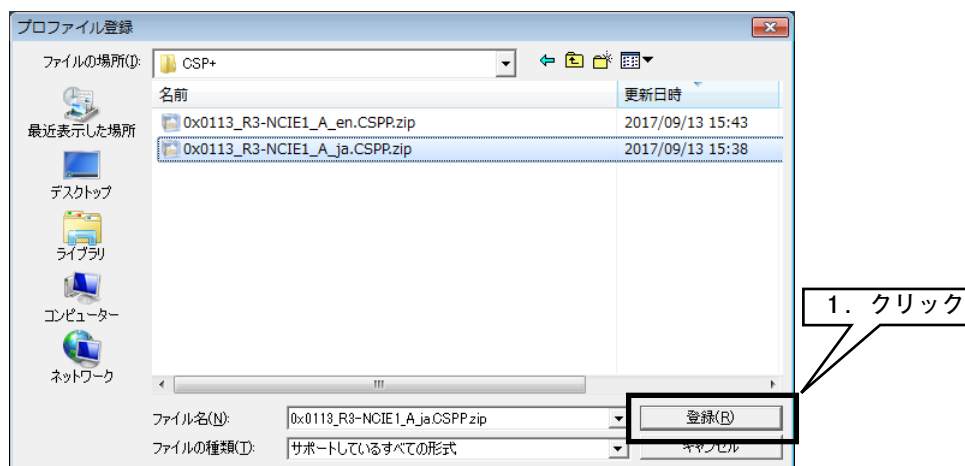 プロファイル登録
ファイルの場所(I):
CSP+
名前
更新日時
0x0113_R3-NCIE1_A_en.CSPP.zip
2017/09/13 15:43
0x0113_R3-NCIE1_A_ja.CSPP.zip
2017/09/13 15:38
最近表示した場所
デスクトップ
ライブラリ
コンピューター
ネットワーク
1．クリック
ファイル名(N):
0x0113_R3-NCIE1_A_ja.CSPP.zip
登録(R)
ファイルの種類(T):
サポートしているすべての形式
キャンセル